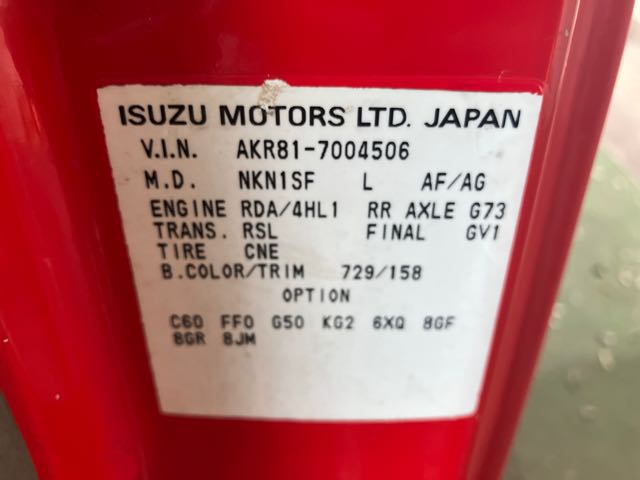 ISUZU MOTORS LTD. JAPAN
V.I.N. AKR81-7004506
M.D. NKN1SF L AF/AG
ENGINE RDA/4HL1 RR AXLE G73
TRANS. RSL FINAL GV1
TIRE CNE
B.COLOR/TRIM 729/158
OPTION
C60 FF0 G50 KG2 6XQ 8GF
8GR 8JM